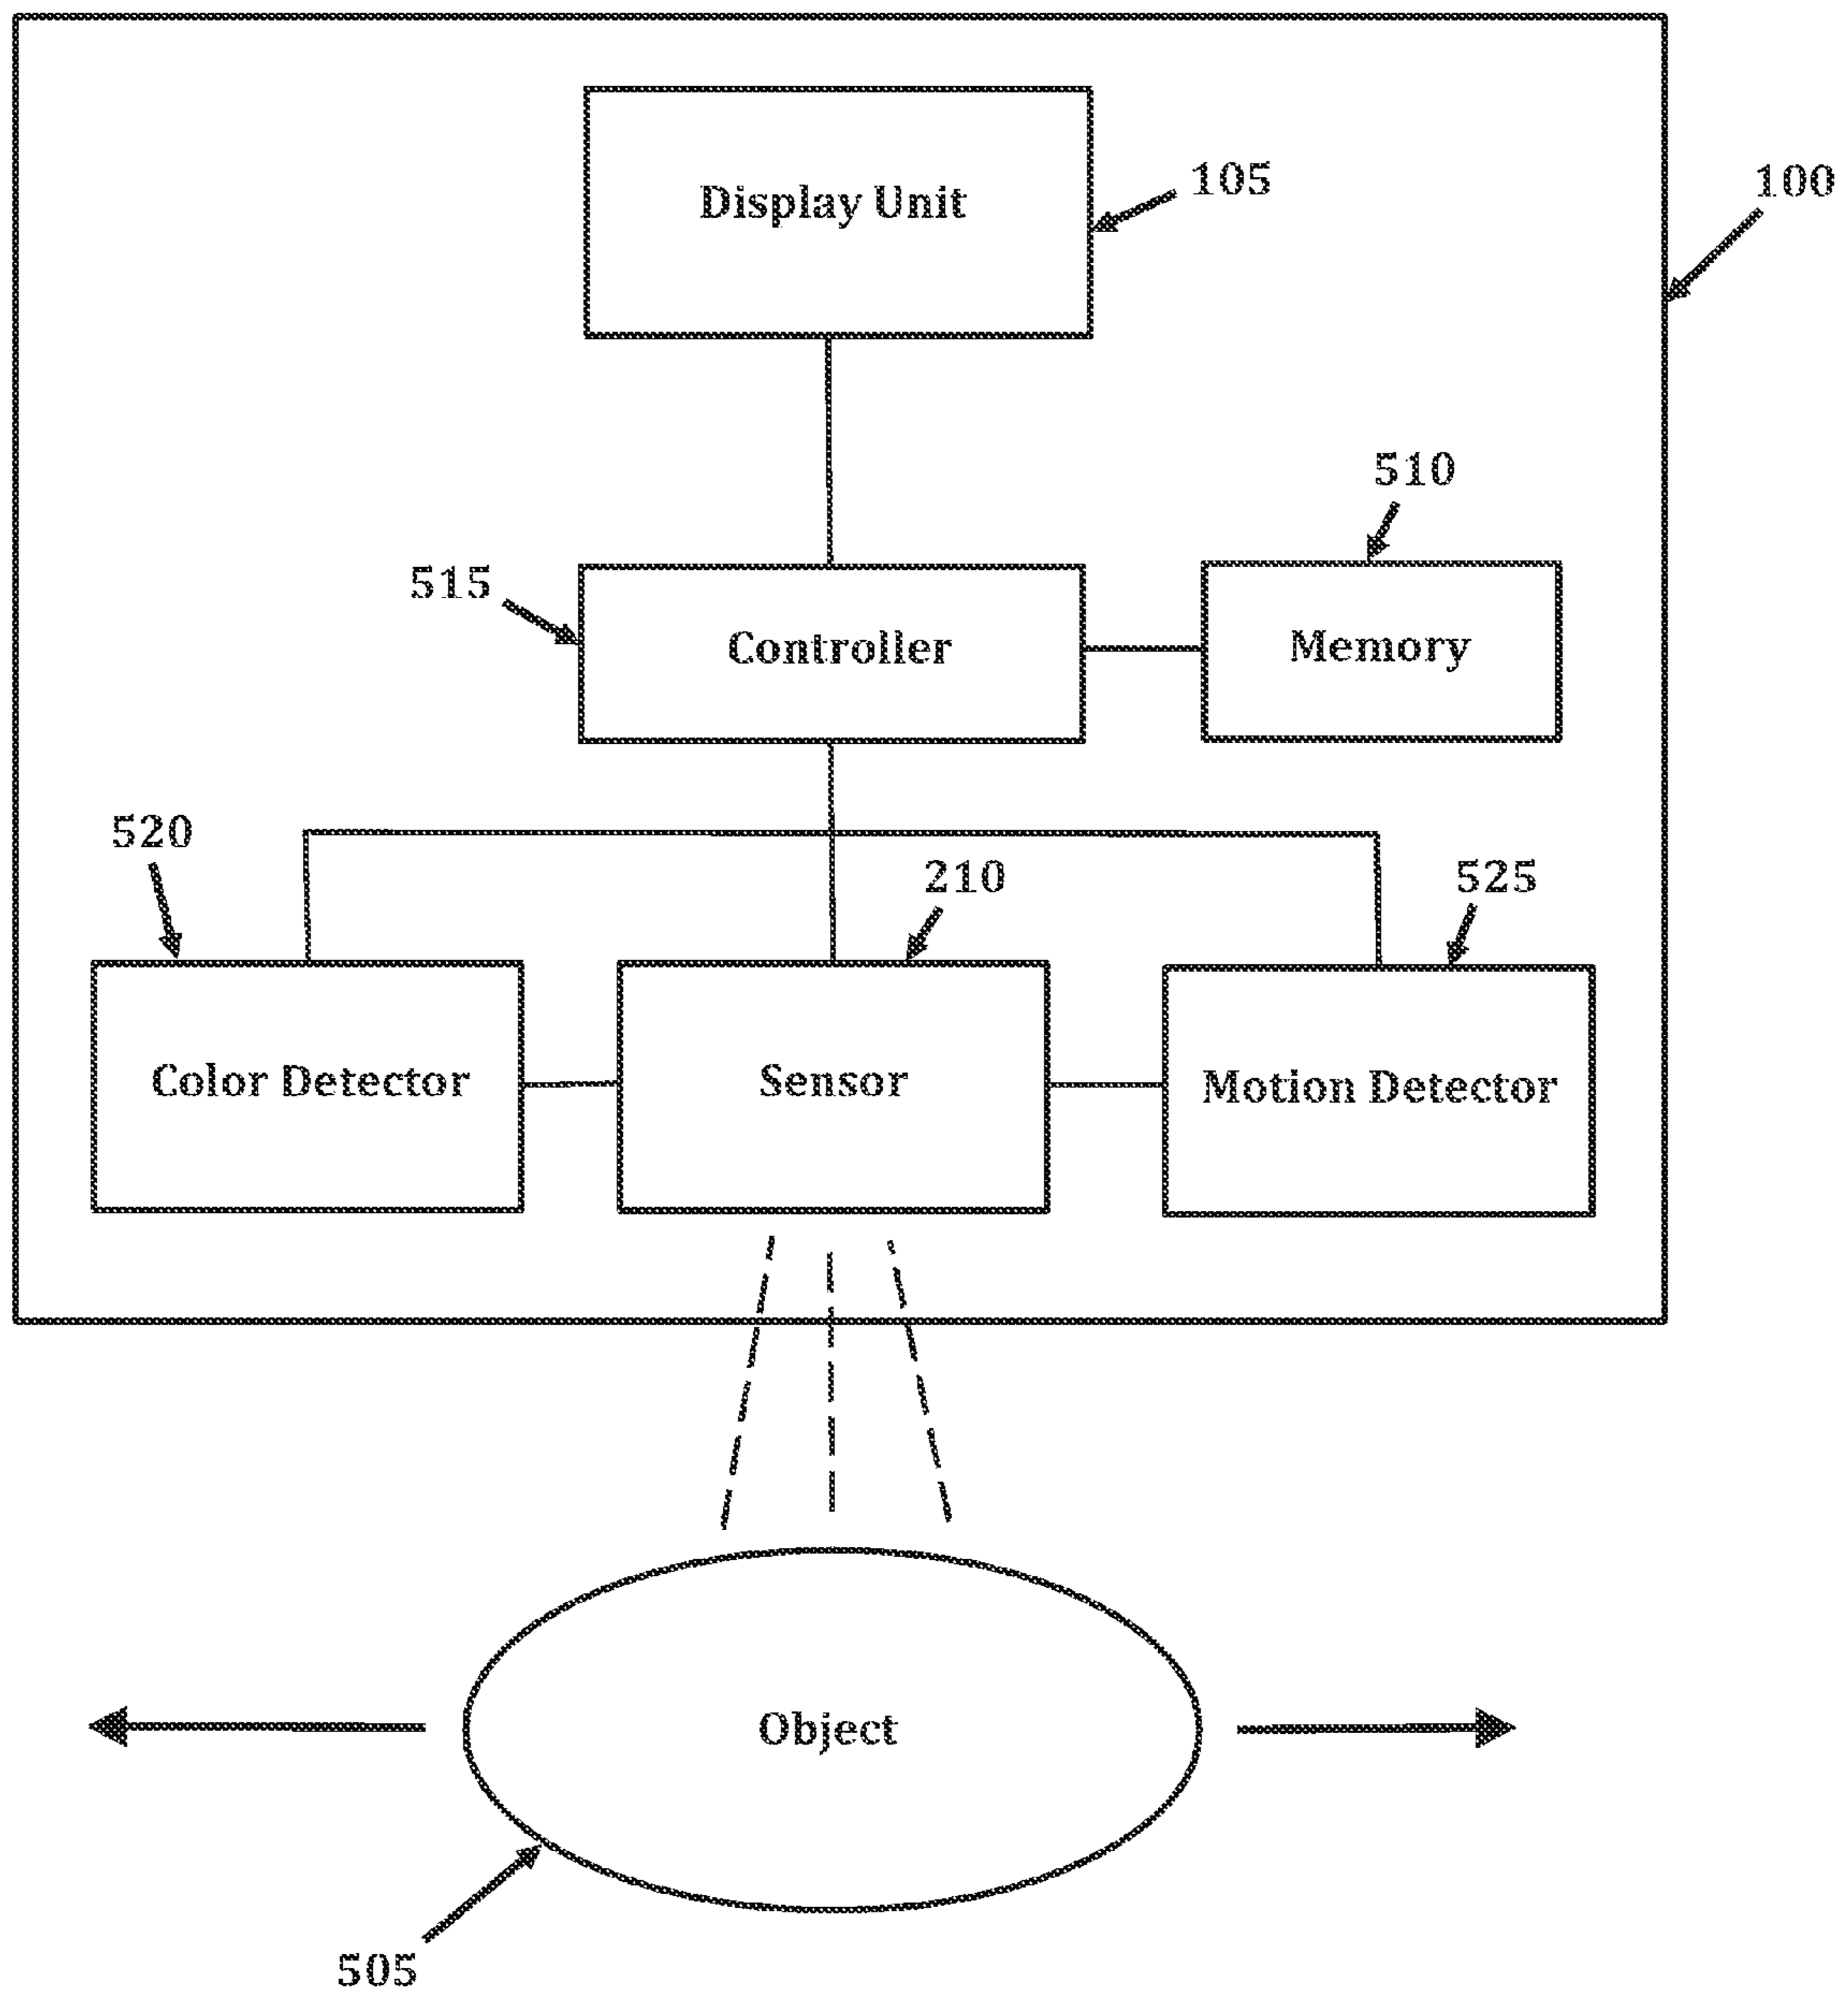 Display Unit
105
100
510
515
Controller
Memory
520
210
525
Color Detector
Sensor
Motion Detector
Object
505